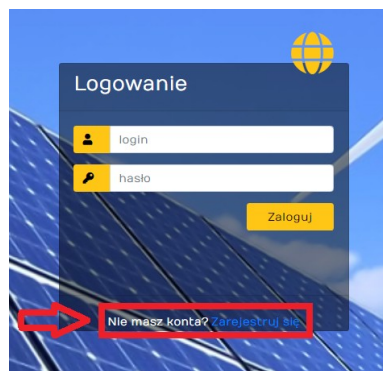 Logowanie
login
hasło
Zaloguj
Nie masz konta? Zarejestruj się